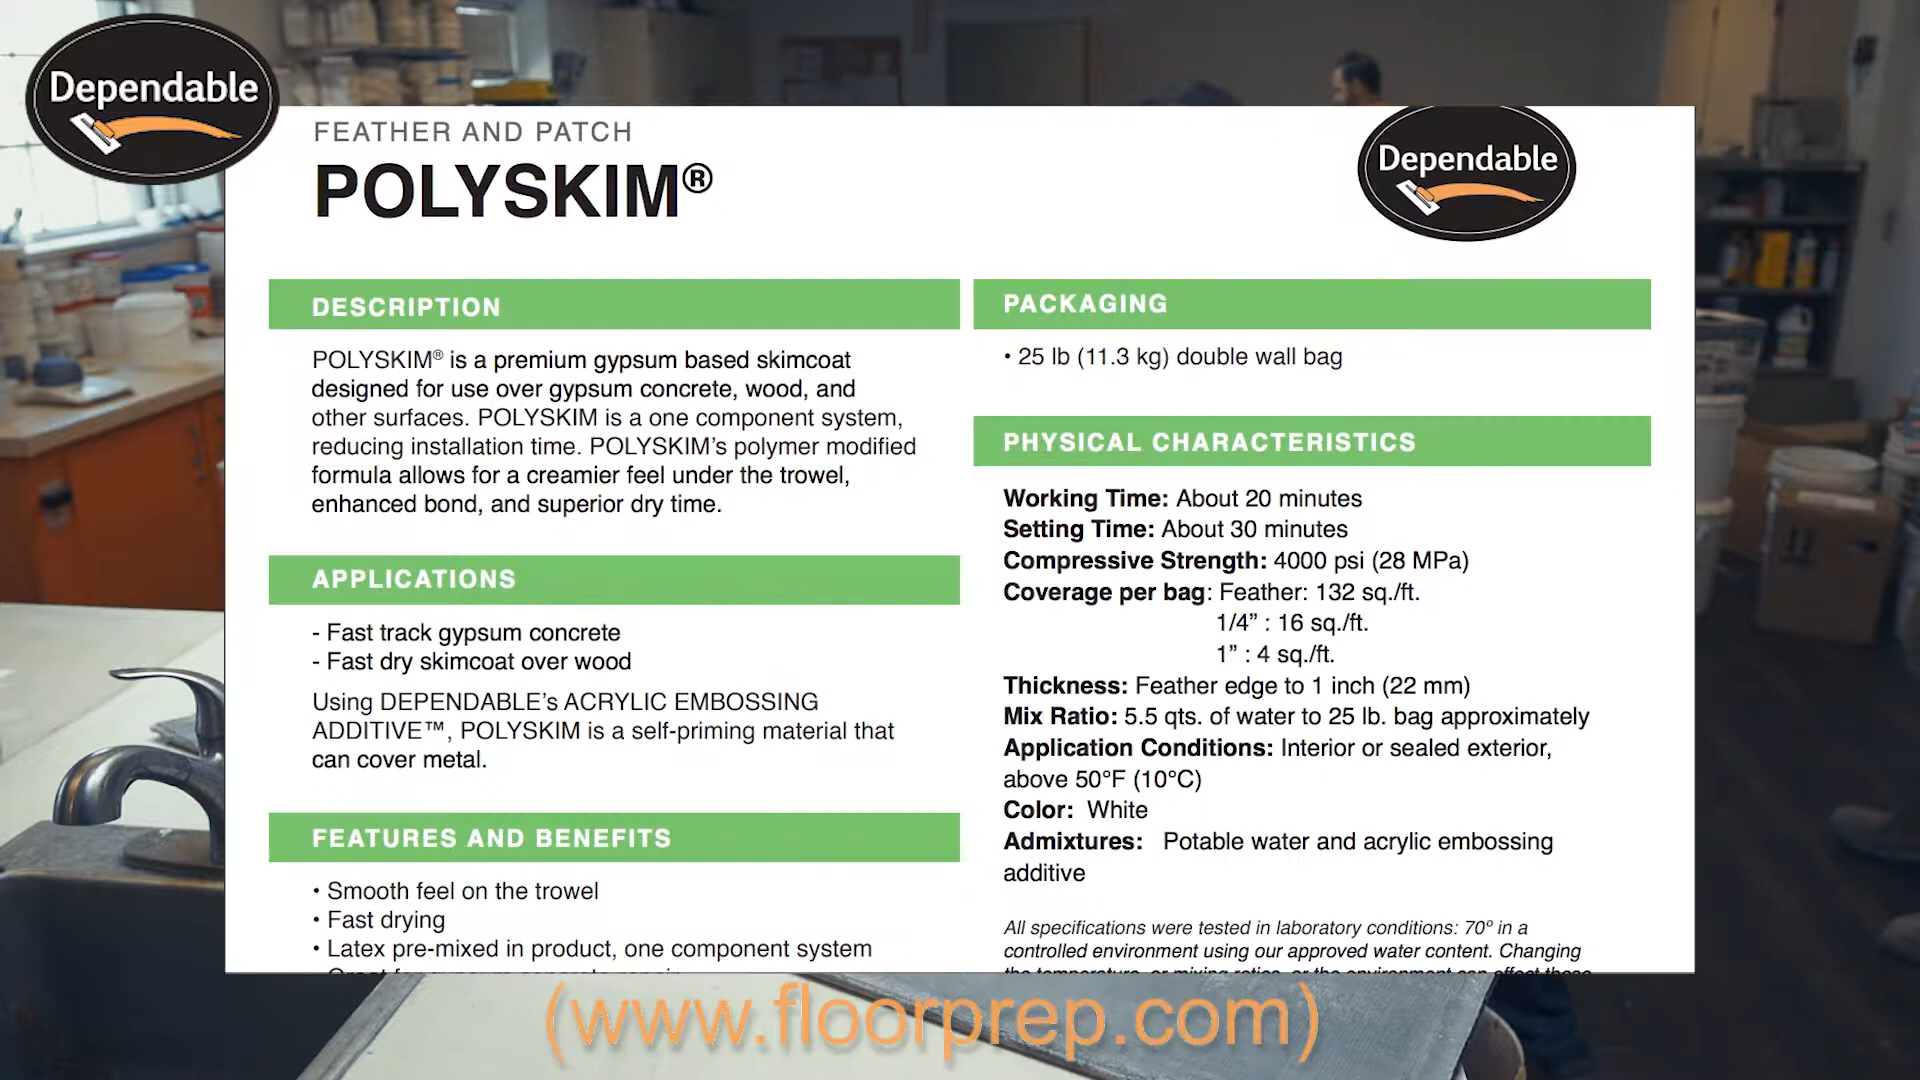 Dependable
FEATHER AND PATCH
POLYSKIM®
Dependable
DESCRIPTION
POLYSKIM® is a premium gypsum based skimcoat
designed for use over gypsum concrete, wood, and
other surfaces. POLYSKIM is a one component system,
reducing installation time. POLYSKIM's polymer modified
formula allows for a creamier feel under the trowel,
enhanced bond, and superior dry time.
APPLICATIONS
- Fast track gypsum concrete
- Fast dry skimcoat over wood
Using DEPENDABLE's ACRYLIC EMBOSSING
ADDITIVE™, POLYSKIM is a self-priming material that
can cover metal.
FEATURES AND BENEFITS
• Smooth feel on the trowel
• Fast drying
• Latex pre-mixed in product, one component system
PACKAGING
• 25 lb (11.3 kg) double wall bag
PHYSICAL CHARACTERISTICS
Working Time: About 20 minutes
Setting Time: About 30 minutes
Compressive Strength: 4000 psi (28 MPa)
Coverage per bag: Feather: 132 sq./ft.
1/4” : 16 sq./ft.
1” : 4 sq./ft.
Thickness: Feather edge to 1 inch (22 mm)
Mix Ratio: 5.5 qts. of water to 25 lb. bag approximately
Application Conditions: Interior or sealed exterior,
above 50°F (10°C)
Color: White
Admixtures: Potable water and acrylic embossing
additive
All specifications were tested in laboratory conditions: 70º in a
controlled environment using our approved water content. Changing
(www.floorprep.com)